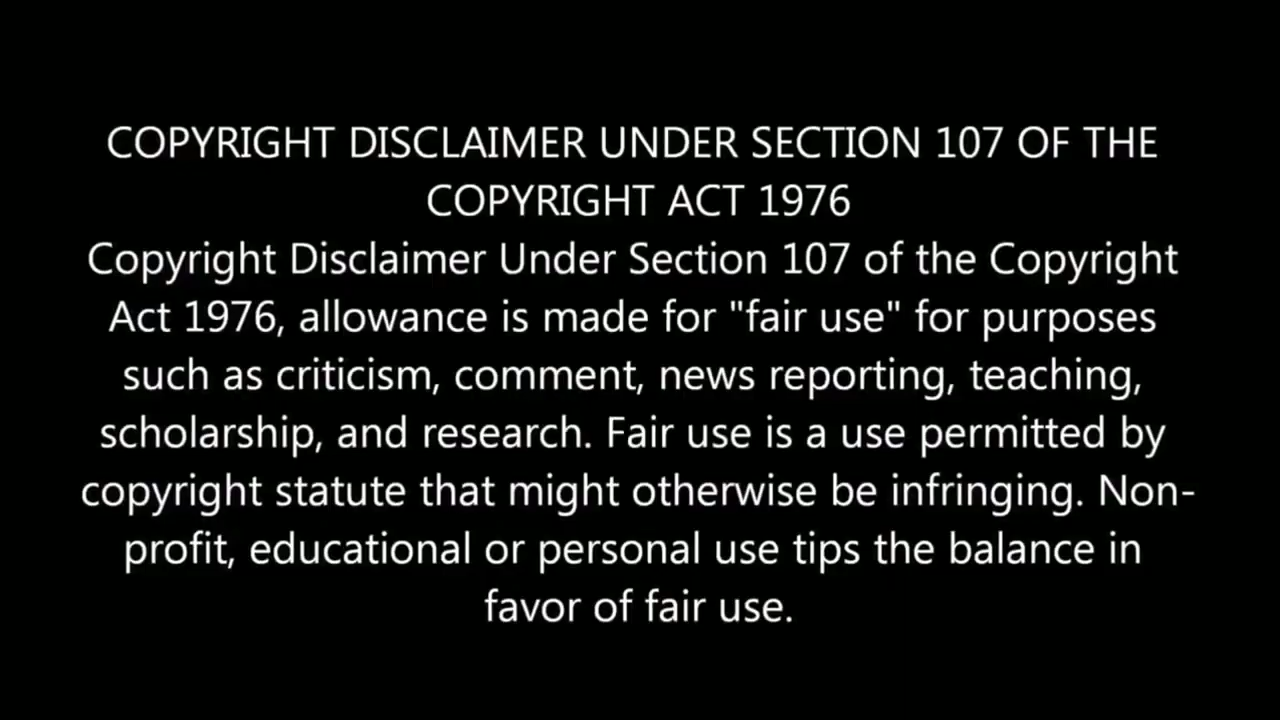 COPYRIGHT DISCLAIMER UNDER SECTION 107 OF THE
COPYRIGHT ACT 1976
Copyright Disclaimer Under Section 107 of the Copyright
Act 1976, allowance is made for "fair use" for purposes
such as criticism, comment, news reporting, teaching,
scholarship, and research. Fair use is a use permitted by
copyright statute that might otherwise be infringing. Non-
profit, educational or personal use tips the balance in
favor of fair use.